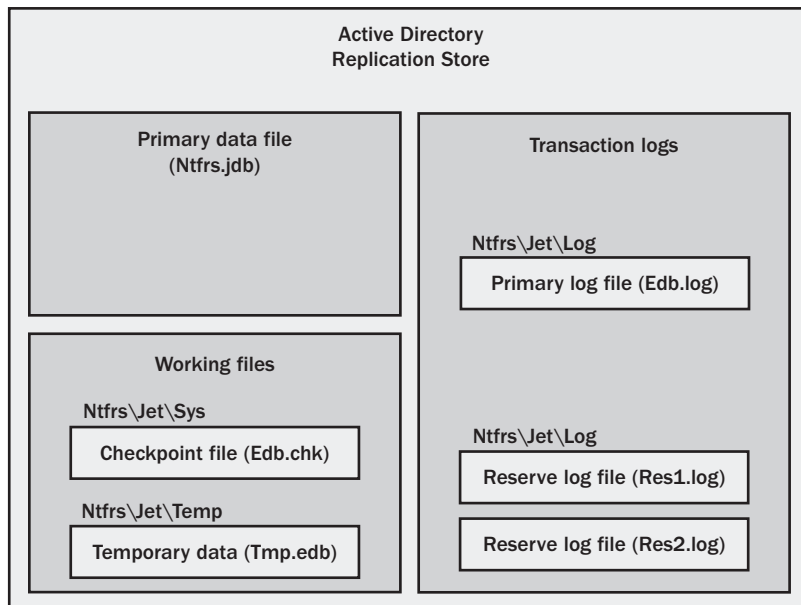 Active Directory
Replication Store
Primary data file
(Ntfrs.jdb)
Working files
Ntfrs\Jet\Sys
Checkpoint file (Edb.chk)
Ntfrs\Jet\Temp
Temporary data (Tmp.edb)
Transaction logs
Ntfrs\Jet\Log
Primary log file (Edb.log)
Ntfrs\Jet\Log
Reserve log file (Res1.log)
Reserve log file (Res2.log)